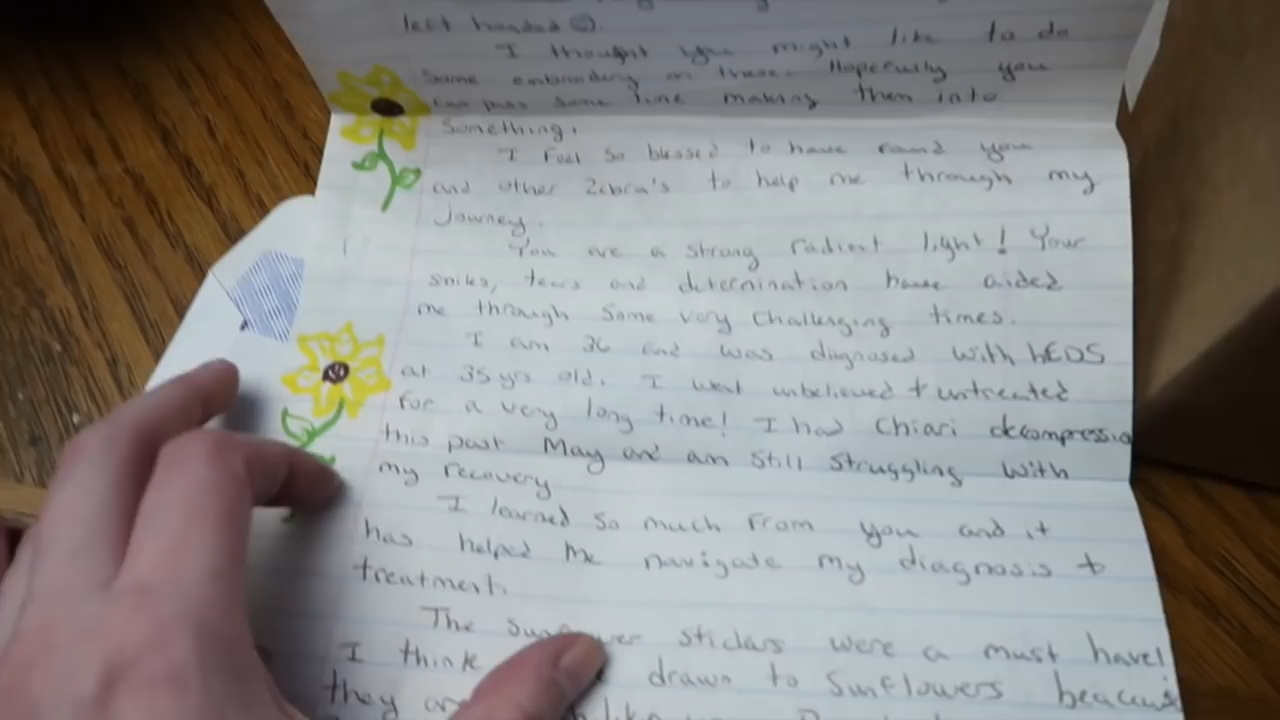 left handed
I thought you might like to do
some embroidery on these. Hopefully you
can pass some time making them into
something.
I feel so blessed to have found you
and other Zebra's to help me through my
journey.
You are a strong radient light! Your
smiles, tears and determination have aided
me through some very challenging times.
I am 36 and was diagnosed with hEDS
at 35 yrs old. I went unbelieved + untreated
for a very long time! I had Chiari decompressio
this past May and am still struggling with
my recovery
I learned so much from you and it
has helped me navigate my diagnosis +
treatment.
The sunflower stickers were a must have!
I think drawn to sunflowers beacaus
they are like